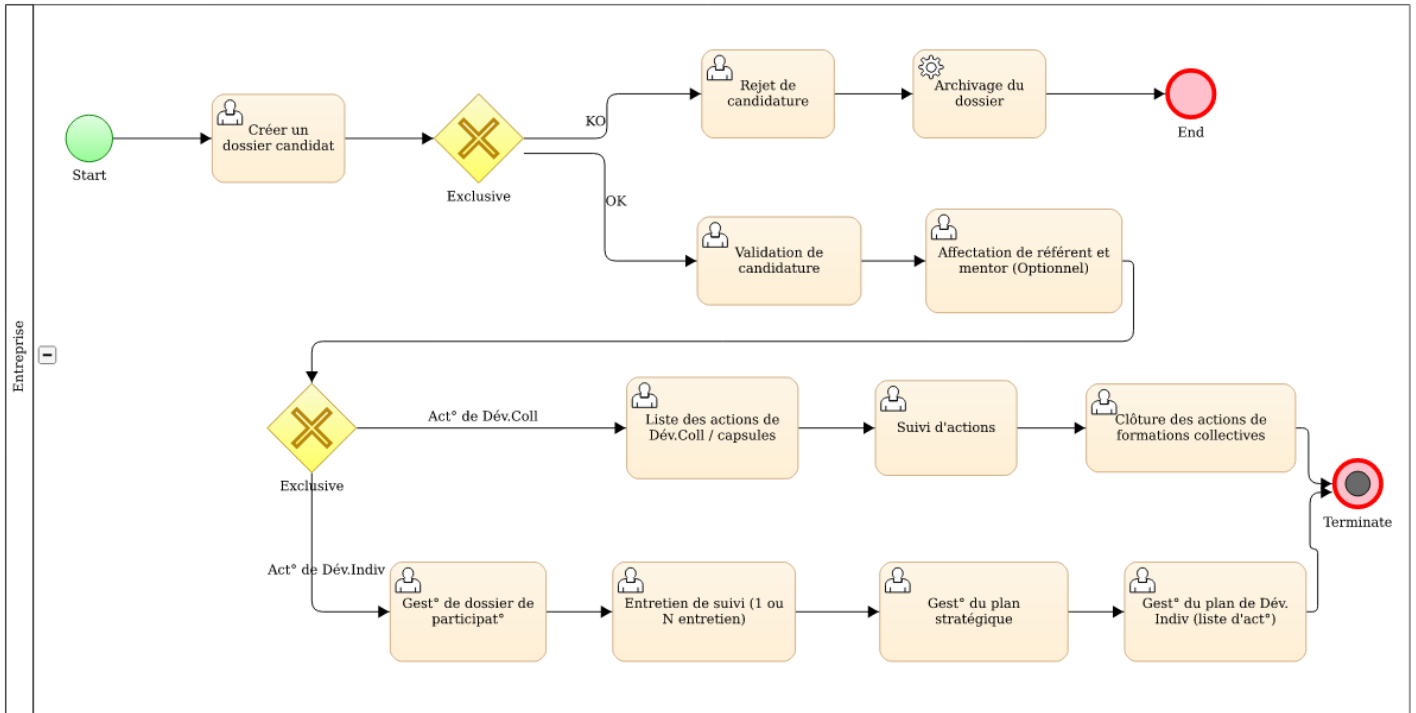 Entreprise
Start
Créer un
dossier candidat
Exclusive
KO
OK
Rejet de
candidature
Archivage du
dossier
End
Validation de
candidature
Affectation de référent et
mentor (Optionnel)
Exclusive
Act° de Dév.Coll
Liste des actions de
Dév.Coll / capsules
Suivi d'actions
Clôture des actions de
formations collectives
Terminate
Act° de Dév.Indiv
Gest° de dossier de
participat°
Entretien de suivi (1 ou
N entretien)
Gest° du plan
stratégique
Gest° du plan de Dév.
Indiv (liste d'act°)